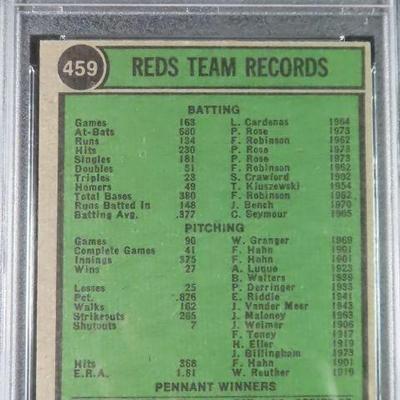 459 REDS TEAM RECORDS
BATTING
Games 163 L. Cardenas 1964
At-Bats 680 P. Rose 1973
Runs 134 F. Robinson 1962
Hits 230 P. Rose 1973
Singles 181 P. Rose 1973
Doubles 51 F. Robinson 1962
Triples 23 S. Crawford 1902
Homers 49 T. Kluszewski 1954
Total Bases 380 F. Robinson 1962
Runs Batted In 148 J. Bench 1970
Batting Avg. .377 C. Seymour 1905
PITCHING
Games 90 W. Granger 1969
Complete Games 41 F. Hahn 1901
Innings 375 F. Hahn 1901
Wins 27 A. Luque 1923
B. Walters 1939
Losses 25 P. Derringer 1933
Pct. .826 E. Riddle 1941
Walks 162 J. Vander Meer 1943
Strikeouts 265 J. Maloney 1963
Shutouts 7 J. Weimer 1906
F. Toney 1917
H. Eller 1919
J. Billingham 1973
Hits 368 F. Hahn 1901
E.R.A. 1.81 W. Reuther 1919
PENNANT WINNERS